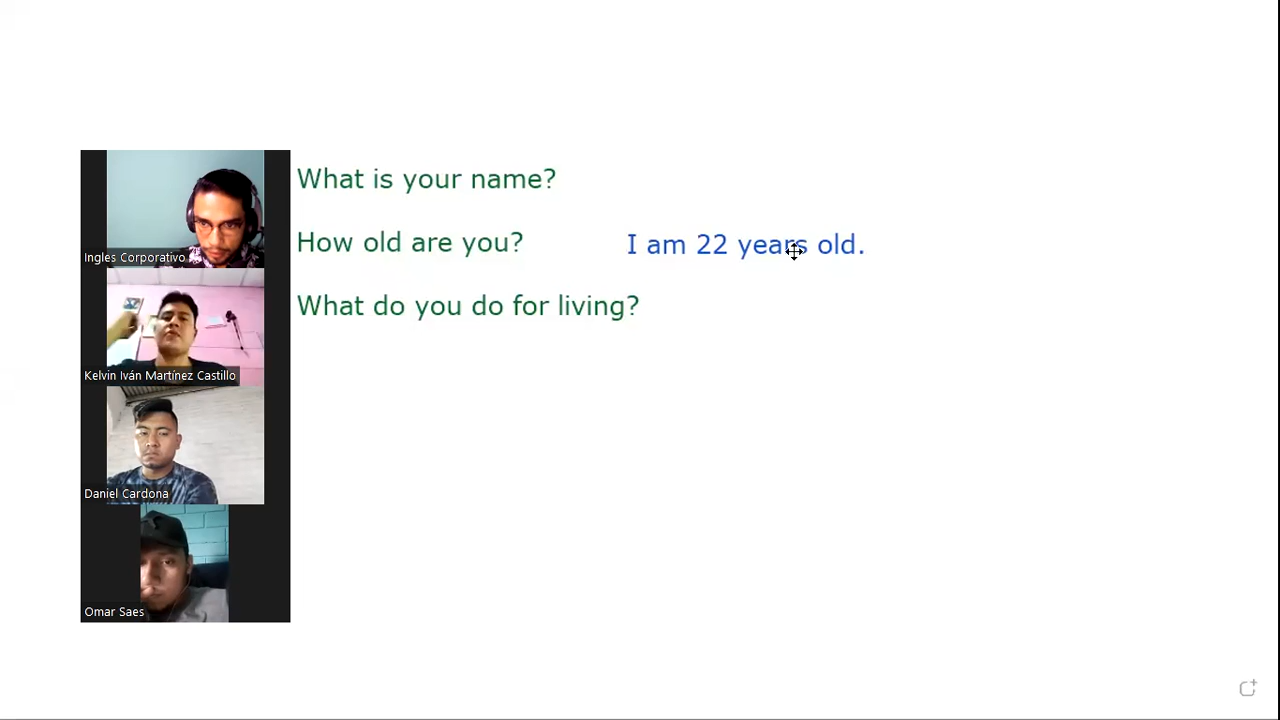 What is your name?
How old are you? I am 22 years old.
What do you do for living?
Ingles Corporativo
Kelvin Iván Martínez Castillo
Daniel Cardona
Omar Saes